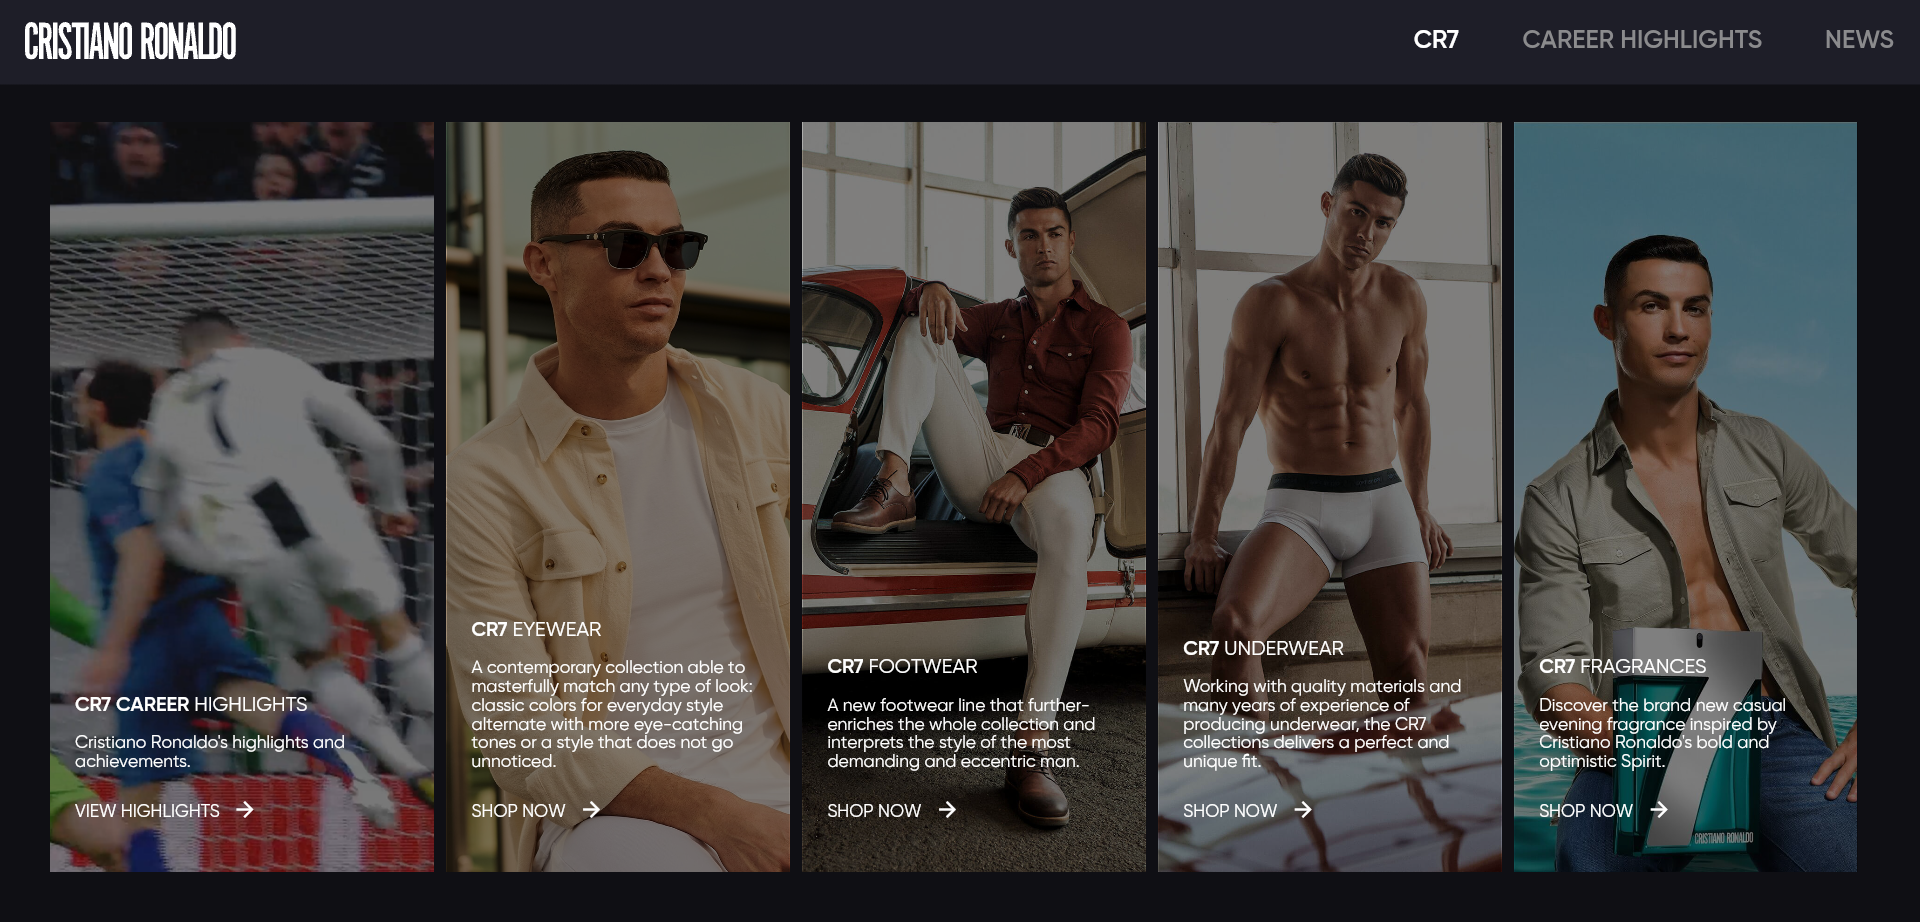 CRISTIANO RONALDO
CR7
CAREER HIGHLIGHTS
NEWS
CR7 CAREER HIGHLIGHTS
Cristiano Ronaldo's highlights and
achievements.
VIEW HIGHLIGHTS
CR7 EYEWEAR
A contemporary collection able to
masterfully match any type of look:
classic colors for everyday style
alternate with more eye-catching
tones or a style that does not go
unnoticed.
SHOP NOW
CR7 FOOTWEAR
A new footwear line that further-
enriches the whole collection and
interprets the style of the most
demanding and eccentric man.
SHOP NOW
CR7 UNDERWEAR
Working with quality materials and
many years of experience of
producing underwear, the CR7
collections delivers a perfect and
unique fit.
SHOP NOW
CR7 FRAGRANCES
Discover the brand new casual
evening fragrance inspired by
Cristiano Ronaldo's bold and
optimistic Spirit.
SHOP NOW
7
CRISTIANO RONALDO